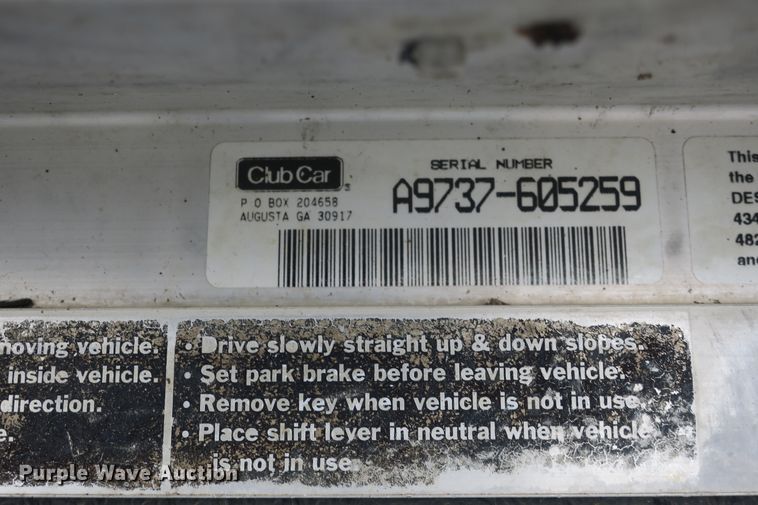 Club Car
P O BOX 204658
AUGUSTA GA 30917
SERIAL NUMBER
A9737-605259
This
the
DES
434
482
and
moving vehicle.
inside vehicle.
direction.
• Drive slowly straight up & down slopes.
• Set park brake before leaving vehicle.
• Remove key when vehicle is not in use.
• Place shift lever in neutral when vehicle
is not in use.
Purple Wave Auction